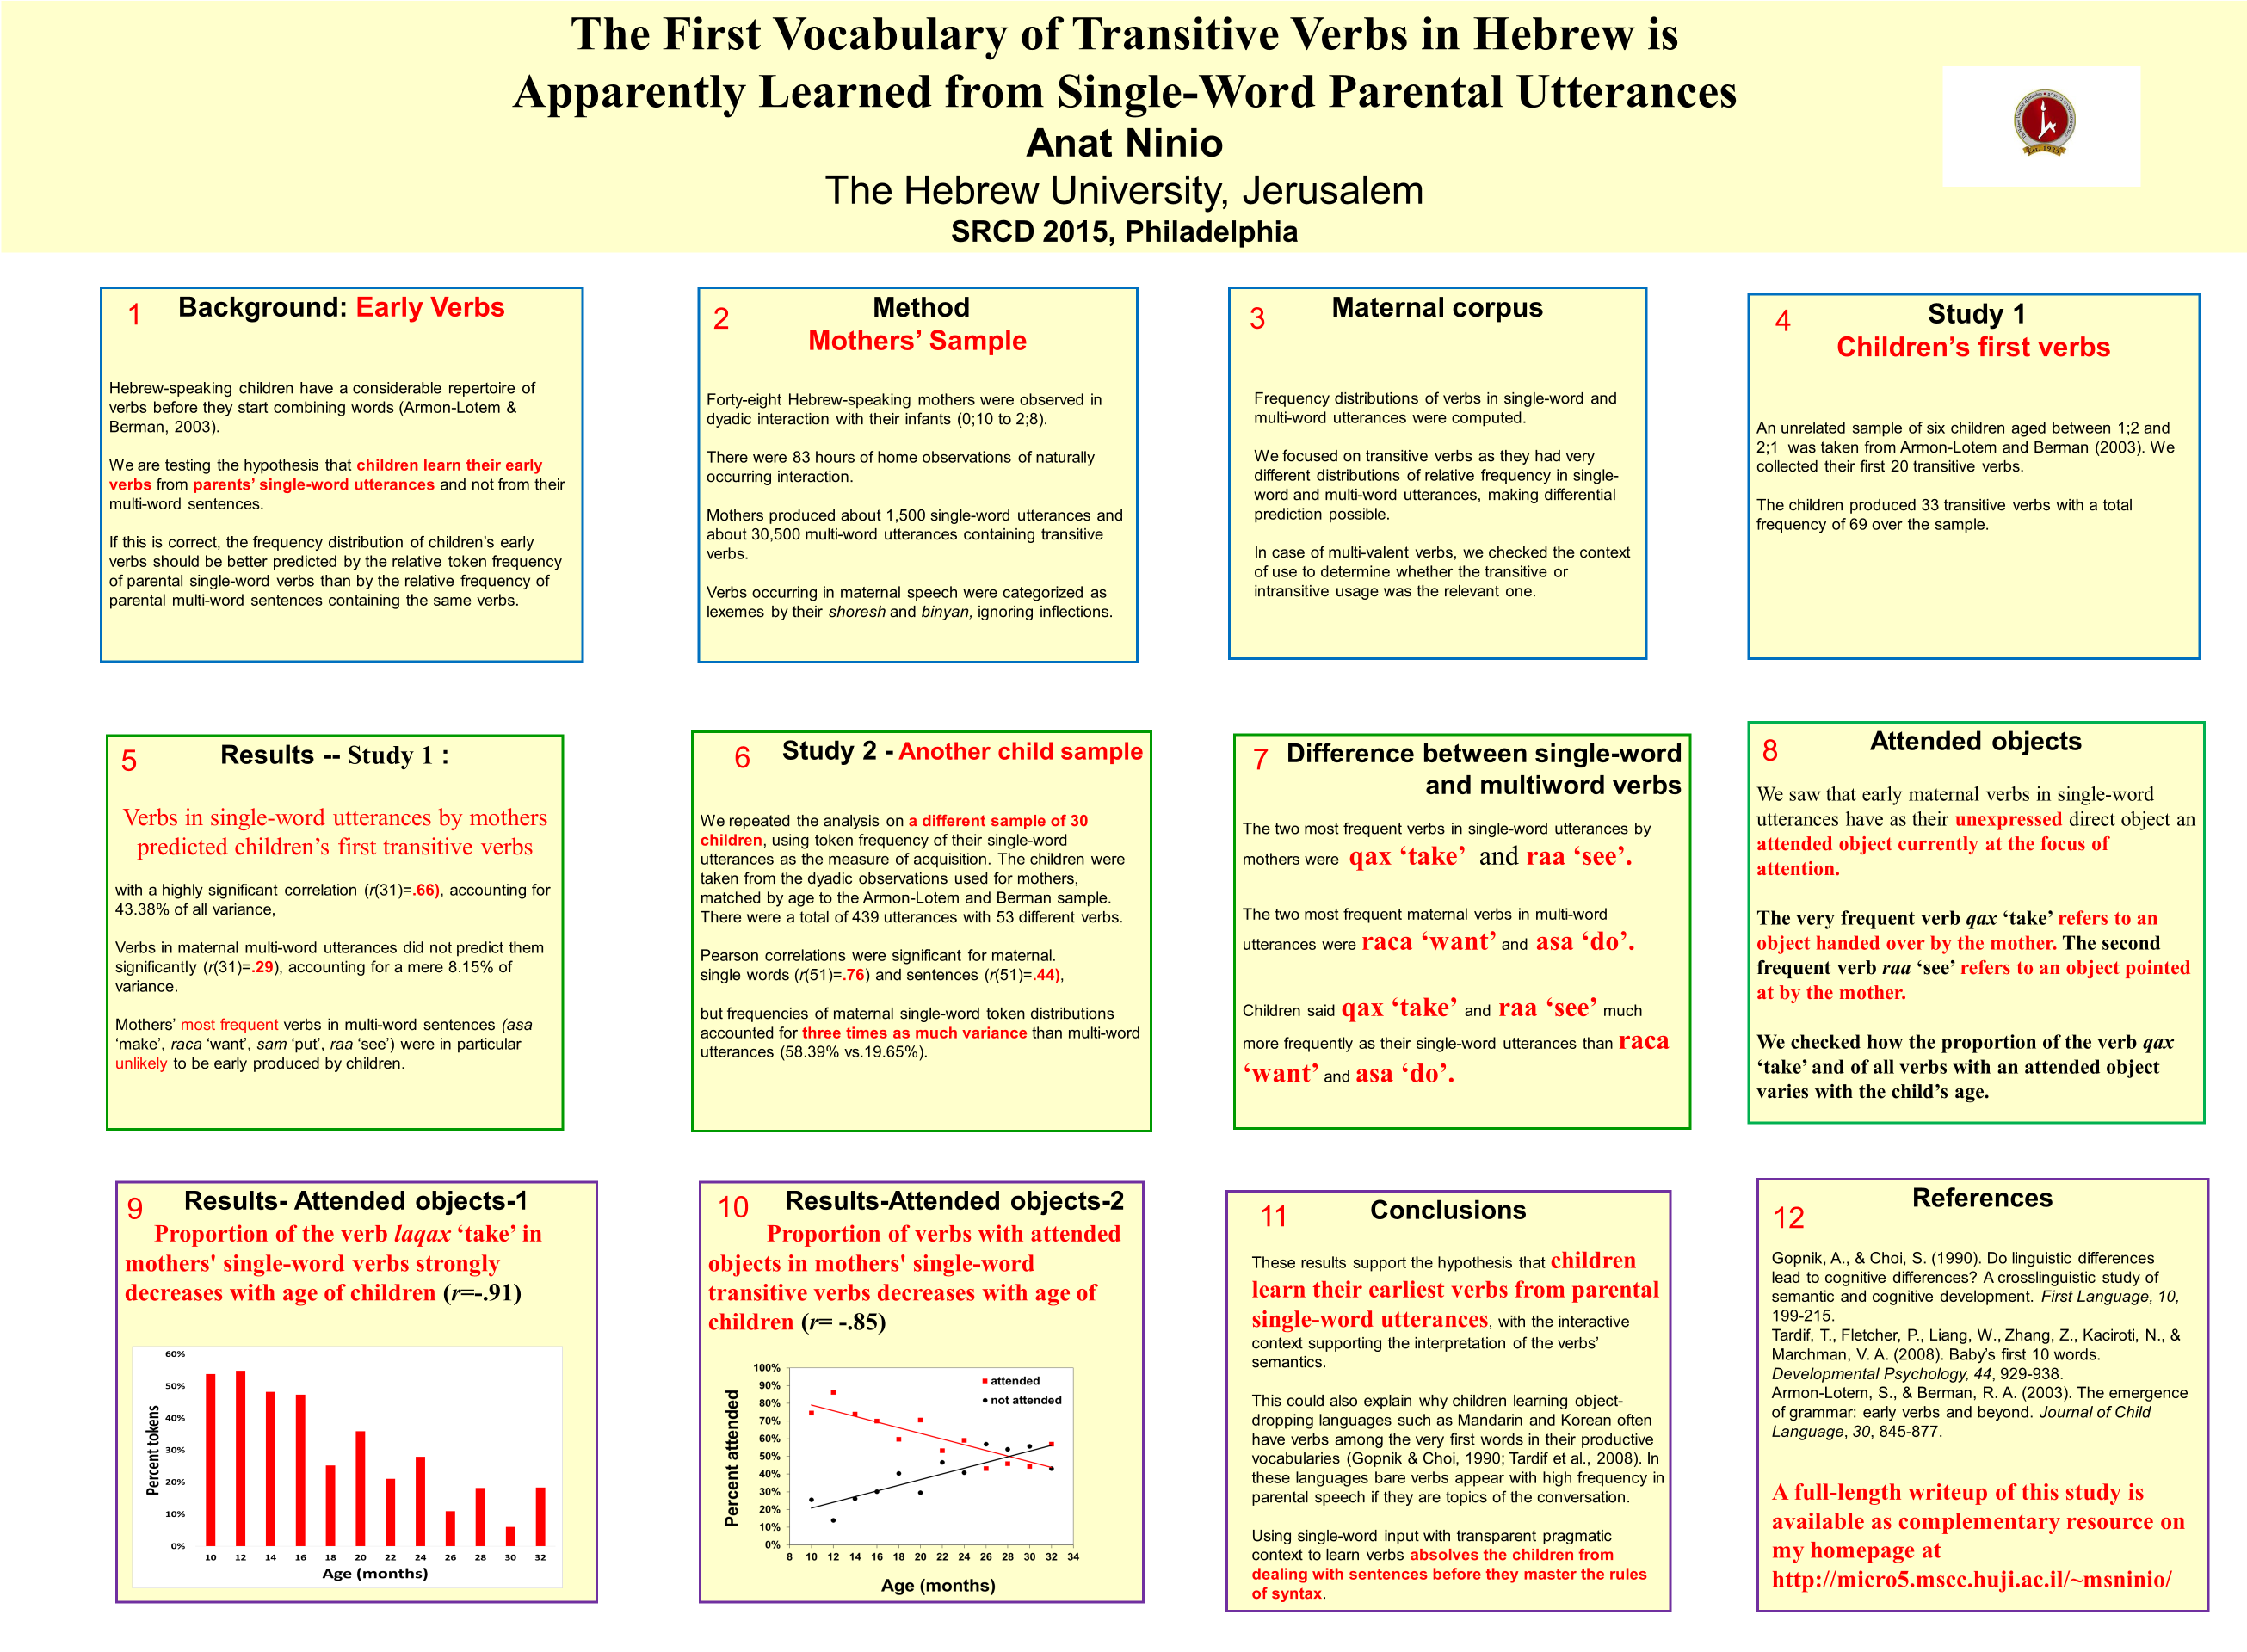 The First Vocabulary of Transitive Verbs in Hebrew is
Apparently Learned from Single-Word Parental Utterances
Anat Ninio
The Hebrew University, Jerusalem
SRCD 2015, Philadelphia
1 Background: Early Verbs
Hebrew-speaking children have a considerable repertoire of
verbs before they start combining words (Armon-Lotem &
Berman, 2003).
We are testing the hypothesis that children learn their early
verbs from parents’ single-word utterances and not from their
multi-word sentences.
If this is correct, the frequency distribution of children’s early
verbs should be better predicted by the relative token frequency
of parental single-word verbs than by the relative frequency of
parental multi-word sentences containing the same verbs.
2 Method
Mothers’ Sample
Forty-eight Hebrew-speaking mothers were observed in
dyadic interaction with their infants (0;10 to 2;8).
There were 83 hours of home observations of naturally
occurring interaction.
Mothers produced about 1,500 single-word utterances and
about 30,500 multi-word utterances containing transitive
verbs.
Verbs occurring in maternal speech were categorized as
lexemes by their shoresh and binyan, ignoring inflections.
3 Maternal corpus
Frequency distributions of verbs in single-word and
multi-word utterances were computed.
We focused on transitive verbs as they had very
different distributions of relative frequency in single-
word and multi-word utterances, making differential
prediction possible.
In case of multi-valent verbs, we checked the context
of use to determine whether the transitive or
intransitive usage was the relevant one.
4 Study 1
Children’s first verbs
An unrelated sample of six children aged between 1;2 and
2;1 was taken from Armon-Lotem and Berman (2003). We
collected their first 20 transitive verbs.
The children produced 33 transitive verbs with a total
frequency of 69 over the sample.
5 Results -- Study 1 :
Verbs in single-word utterances by mothers
predicted children’s first transitive verbs
with a highly significant correlation (r(31)=.66), accounting for
43.38% of all variance,
Verbs in maternal multi-word utterances did not predict them
significantly (r(31)=.29), accounting for a mere 8.15% of
variance.
Mothers’ most frequent verbs in multi-word sentences (asa
‘make’, raca ‘want’, sam ‘put’, raa ‘see’) were in particular
unlikely to be early produced by children.
6 Study 2 - Another child sample
We repeated the analysis on a different sample of 30
children, using token frequency of their single-word
utterances as the measure of acquisition. The children were
taken from the dyadic observations used for mothers,
matched by age to the Armon-Lotem and Berman sample.
There were a total of 439 utterances with 53 different verbs.
Pearson correlations were significant for maternal.
single words (r(51)=.76) and sentences (r(51)=.44),
but frequencies of maternal single-word token distributions
accounted for three times as much variance than multi-word
utterances (58.39% vs.19.65%).
7 Difference between single-word
and multiword verbs
The two most frequent verbs in single-word utterances by
mothers were qax ‘take’ and raa ‘see’.
The two most frequent maternal verbs in multi-word
utterances were raca ‘want’ and asa ‘do’.
Children said qax ‘take’ and raa ‘see’ much
more frequently as their single-word utterances than raca
‘want’ and asa ‘do’.
8 Attended objects
We saw that early maternal verbs in single-word
utterances have as their unexpressed direct object an
attended object currently at the focus of
attention.
The very frequent verb qax ‘take’ refers to an
object handed over by the mother. The second
frequent verb raa ‘see’ refers to an object pointed
at by the mother.
We checked how the proportion of the verb qax
‘take’ and of all verbs with an attended object
varies with the child’s age.
9 Results- Attended objects-1
Proportion of the verb laqax ‘take’ in
mothers' single-word verbs strongly
decreases with age of children (r=-.91)
60%
50%
40%
30%
20%
10%
0%
Percent tokens
10 12 14 16 18 20 22 24 26 28 30 32
Age (months)
10 Results-Attended objects-2
Proportion of verbs with attended
objects in mothers' single-word
transitive verbs decreases with age of
children (r= -.85)
100%
90%
80%
70%
60%
50%
40%
30%
20%
10%
0%
Percent attended
attended
not attended
8 10 12 14 16 18 20 22 24 26 28 30 32 34
Age (months)
11 Conclusions
These results support the hypothesis that children
learn their earliest verbs from parental
single-word utterances, with the interactive
context supporting the interpretation of the verbs’
semantics.
This could also explain why children learning object-
dropping languages such as Mandarin and Korean often
have verbs among the very first words in their productive
vocabularies (Gopnik & Choi, 1990; Tardif et al., 2008). In
these languages bare verbs appear with high frequency in
parental speech if they are topics of the conversation.
Using single-word input with transparent pragmatic
context to learn verbs absolves the children from
dealing with sentences before they master the rules
of syntax.
12 References
Gopnik, A., & Choi, S. (1990). Do linguistic differences
lead to cognitive differences? A crosslinguistic study of
semantic and cognitive development. First Language, 10,
199-215.
Tardif, T., Fletcher, P., Liang, W., Zhang, Z., Kaciroti, N., &
Marchman, V. A. (2008). Baby’s first 10 words.
Developmental Psychology, 44, 929-938.
Armon-Lotem, S., & Berman, R. A. (2003). The emergence
of grammar: early verbs and beyond. Journal of Child
Language, 30, 845-877.
A full-length writeup of this study is
available as complementary resource on
my homepage at
http://micro5.mscc.huji.ac.il/~msninio/